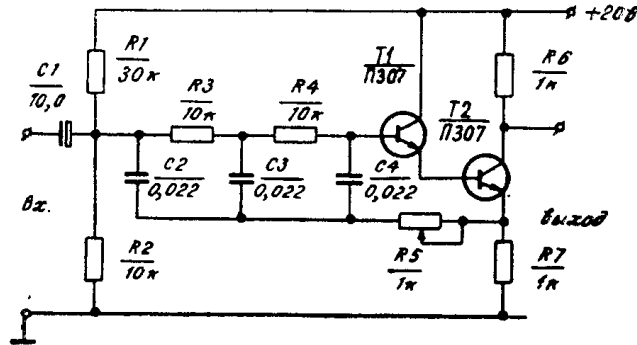 +20в
R1
30к
C1
10,0
R3
10к
R4
10к
T1
П307
T2
П307
R6
1к
C2
0,022
C3
0,022
C4
0,022
Вх.
R2
10к
R5
1к
Выход
R7
1к